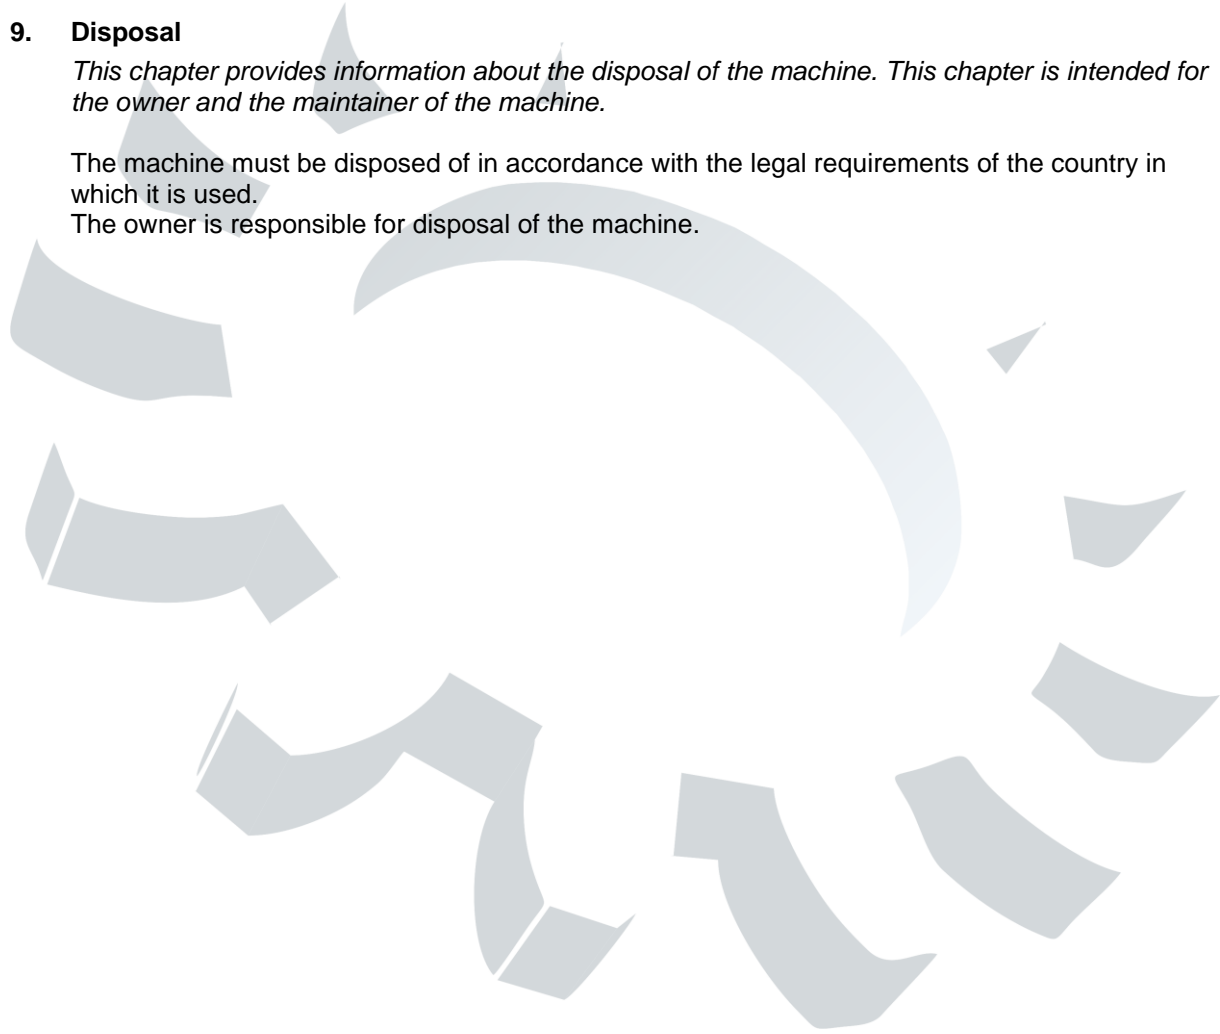 9. Disposal
This chapter provides information about the disposal of the machine. This chapter is intended for
the owner and the maintainer of the machine.
The machine must be disposed of in accordance with the legal requirements of the country in
which it is used.
The owner is responsible for disposal of the machine.